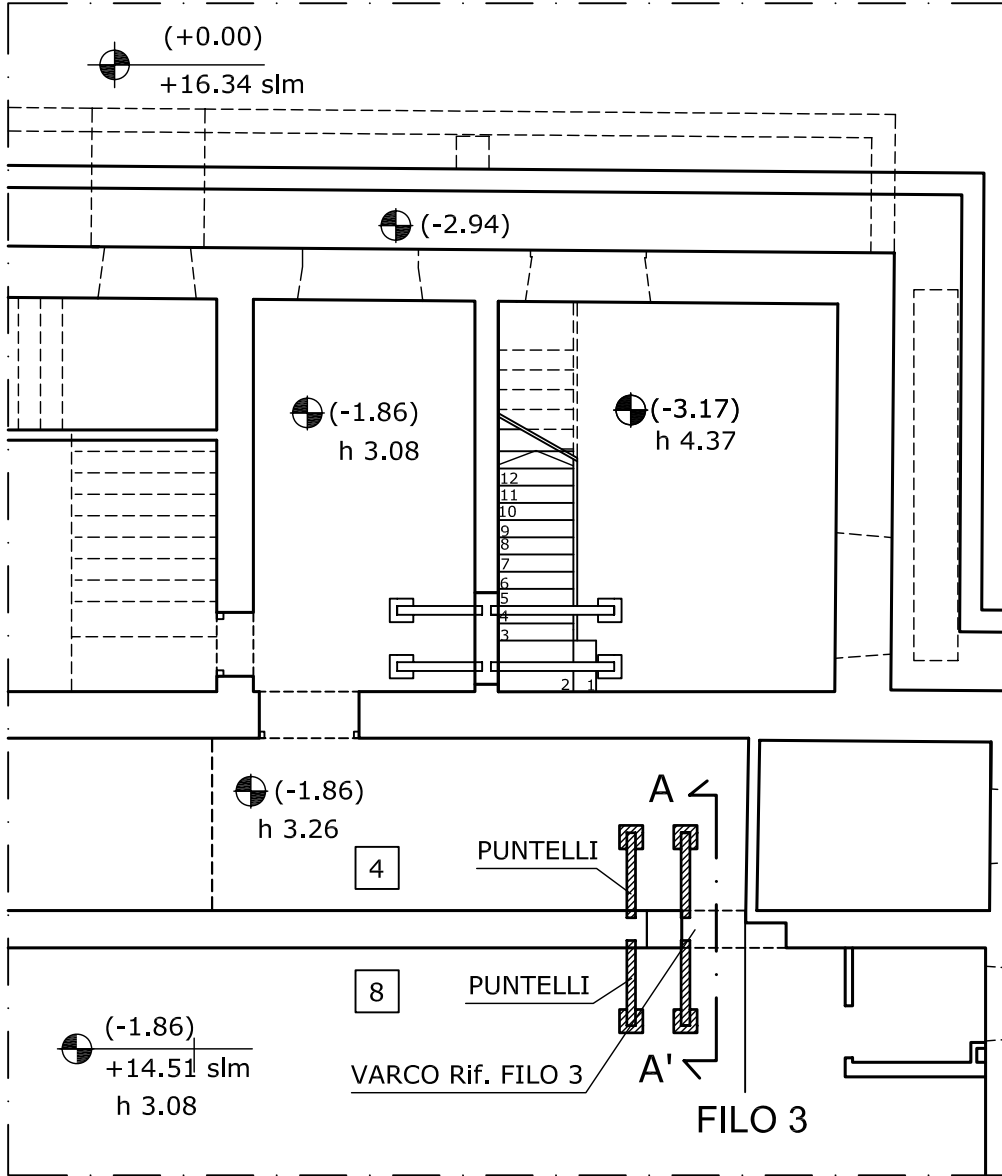 (+0.00)
+16.34 slm
(-2.94)
(-1.86)
h 3.08
(-3.17)
h 4.37
12
11
10
9
8
7
6
5
4
3
2 1
(-1.86)
h 3.26
A
PUNTELLI
4
8
PUNTELLI
(-1.86)
+14.51 slm
h 3.08
VARCO Rif. FILO 3
A'
FILO 3